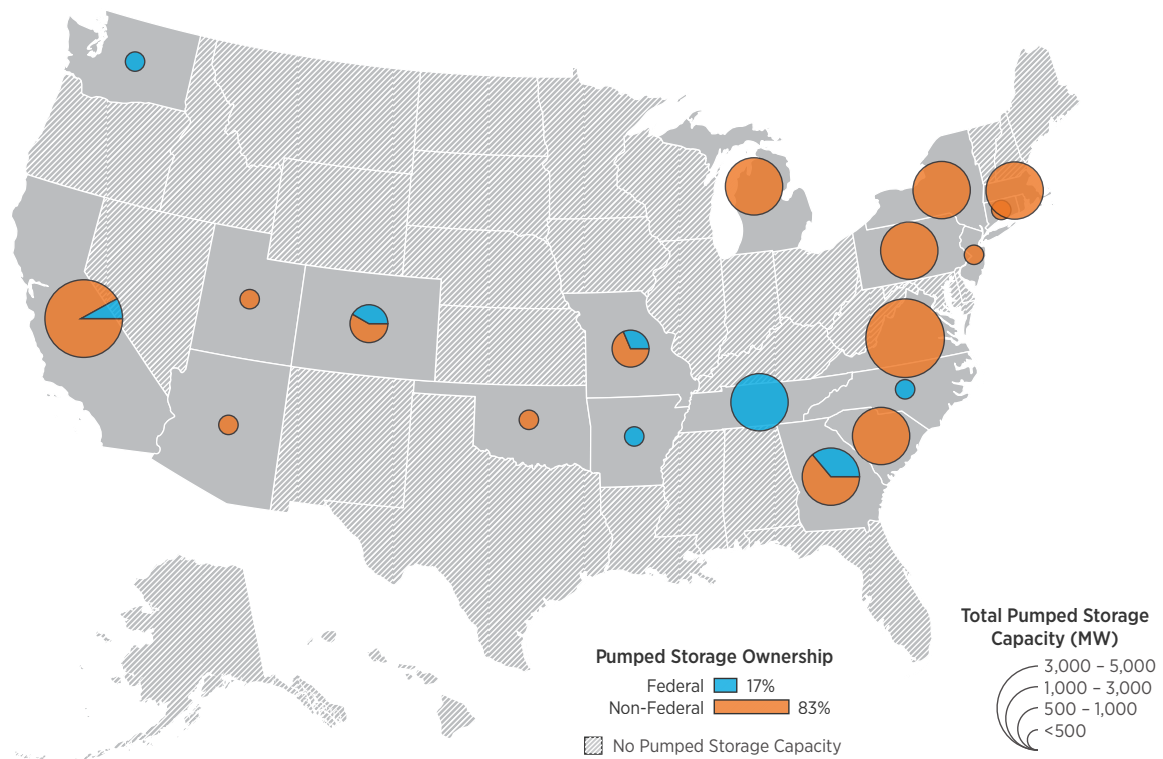 Pumped Storage Ownership
Federal 17%
Non-Federal 83%
No Pumped Storage Capacity
Total Pumped Storage
Capacity (MW)
3,000 – 5,000
1,000 – 3,000
500 – 1,000
<500